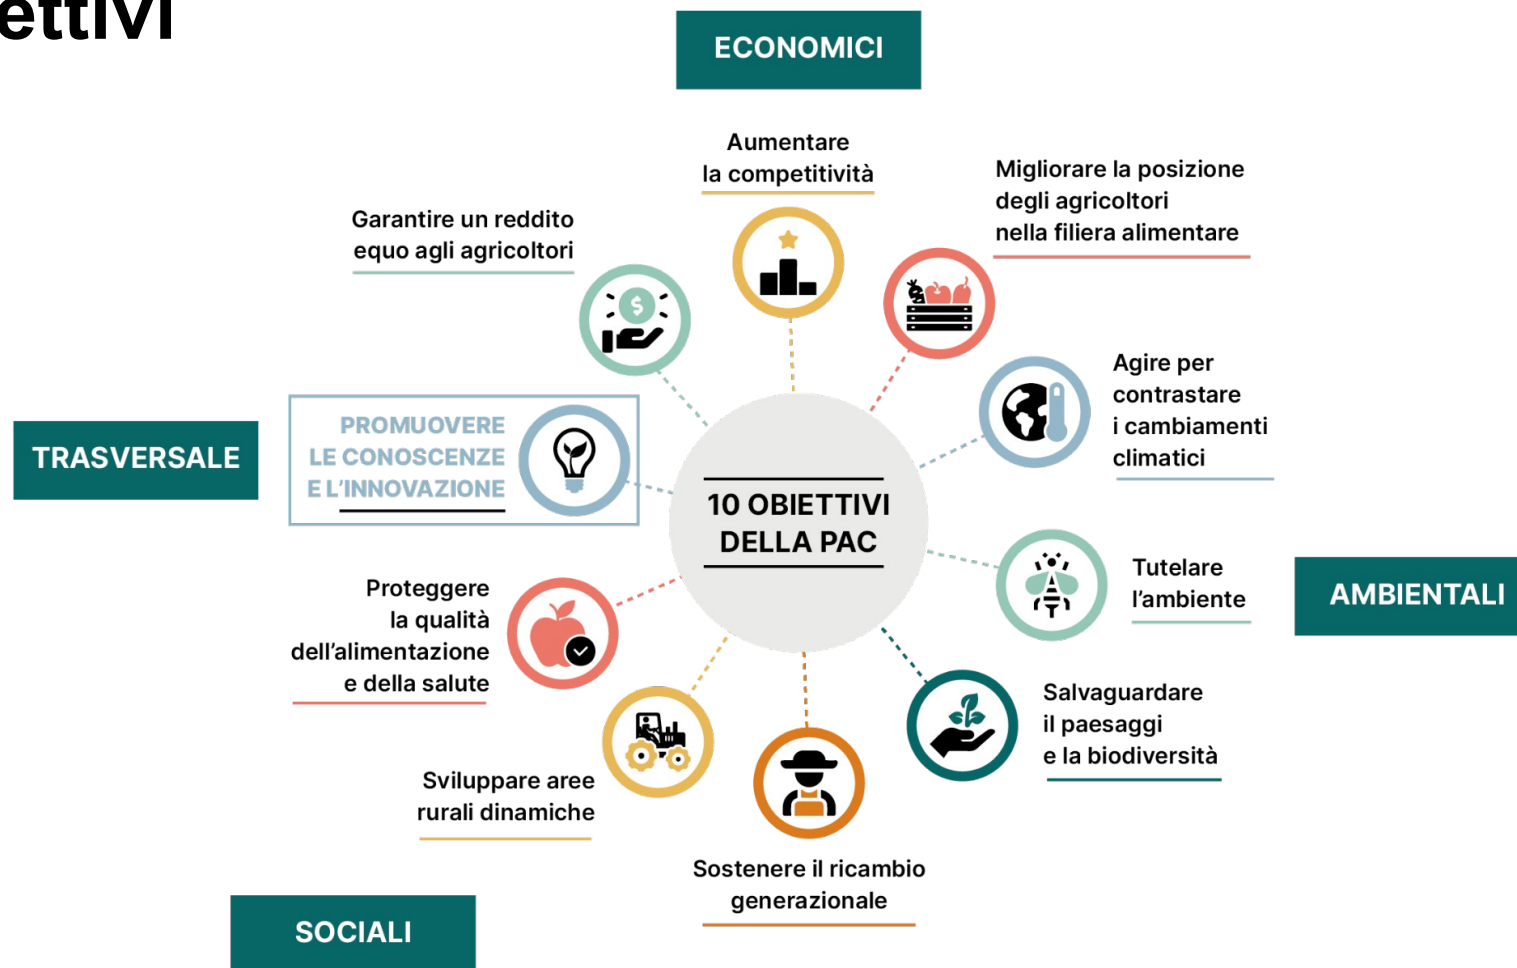 ECONOMICI
Aumentare
la competitività
Migliorare la posizione
degli agricoltori
nella filiera alimentare
Garantire un reddito
equo agli agricoltori
$
Agire per
contrastare
i cambiamenti
climatici
TRASVERSALE
PROMUOVERE
LE CONOSCENZE
E L'INNOVAZIONE
10 OBIETTIVI
DELLA PAC
Tutelare
l'ambiente
AMBIENTALI
Proteggere
la qualità
dell'alimentazione
e della salute
Salvaguardare
il paesaggi
e la biodiversità
Sviluppare aree
rurali dinamiche
Sostenere il ricambio
generazionale
SOCIALI